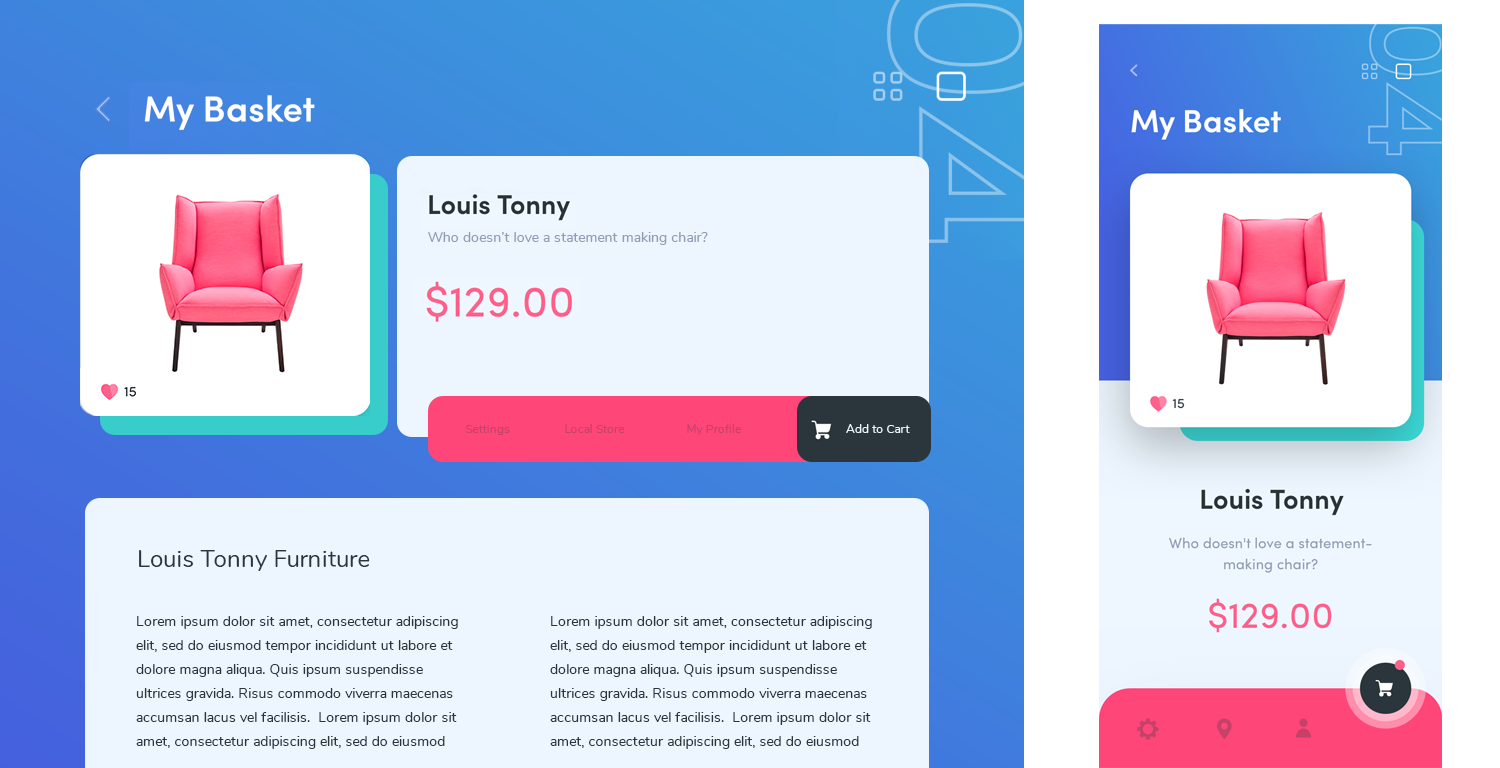 04
My Basket
15
Louis Tonny
Who doesn't love a statement making chair?
$129.00
Settings
Local Store
My Profile
Add to Cart
Louis Tonny Furniture
Lorem ipsum dolor sit amet, consectetur adipiscing
elit, sed do eiusmod tempor incididunt ut labore et
dolore magna aliqua. Quis ipsum suspendisse
ultrices gravida. Risus commodo viverra maecenas
accumsan lacus vel facilisis.  Lorem ipsum dolor sit
amet, consectetur adipiscing elit, sed do eiusmod
Lorem ipsum dolor sit amet, consectetur adipiscing
elit, sed do eiusmod tempor incididunt ut labore et
dolore magna aliqua. Quis ipsum suspendisse
ultrices gravida. Risus commodo viverra maecenas
accumsan lacus vel facilisis.  Lorem ipsum dolor sit
amet, consectetur adipiscing elit, sed do eiusmod
04
My Basket
15
Louis Tonny
Who doesn't love a statement-
making chair?
$129.00